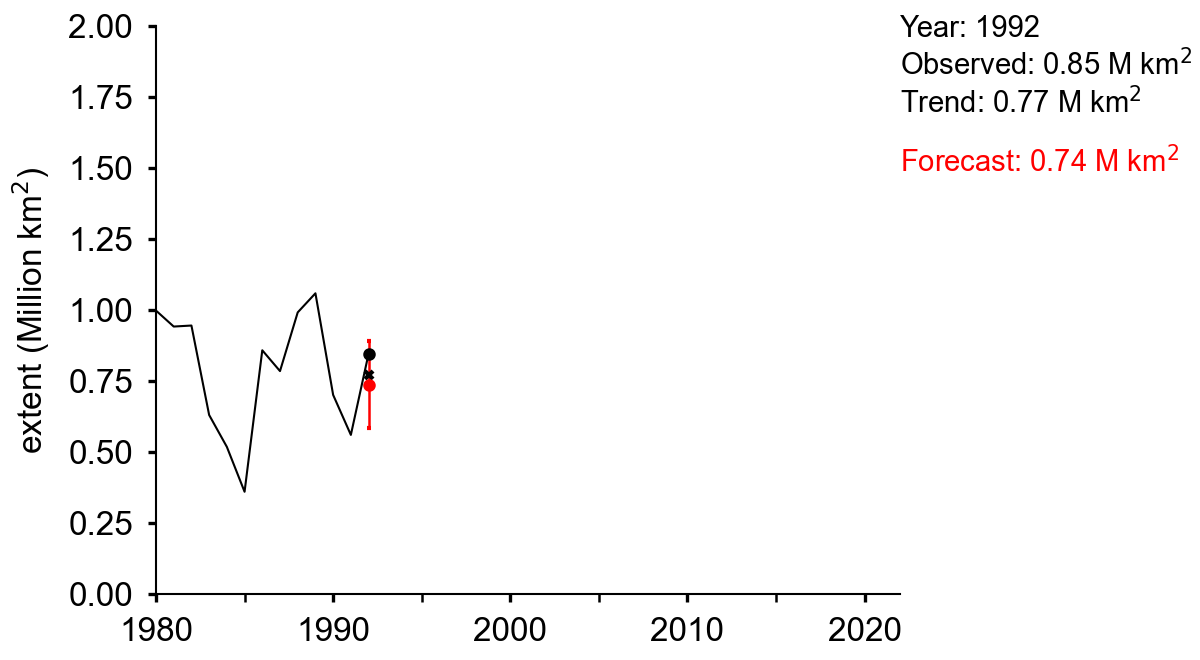 Year: 1992
Observed: 0.85 M km²
Trend: 0.77 M km²
Forecast: 0.74 M km²
extent (Million km²)
2.00
1.75
1.50
1.25
1.00
0.75
0.50
0.25
0.00
1980 1990 2000 2010 2020